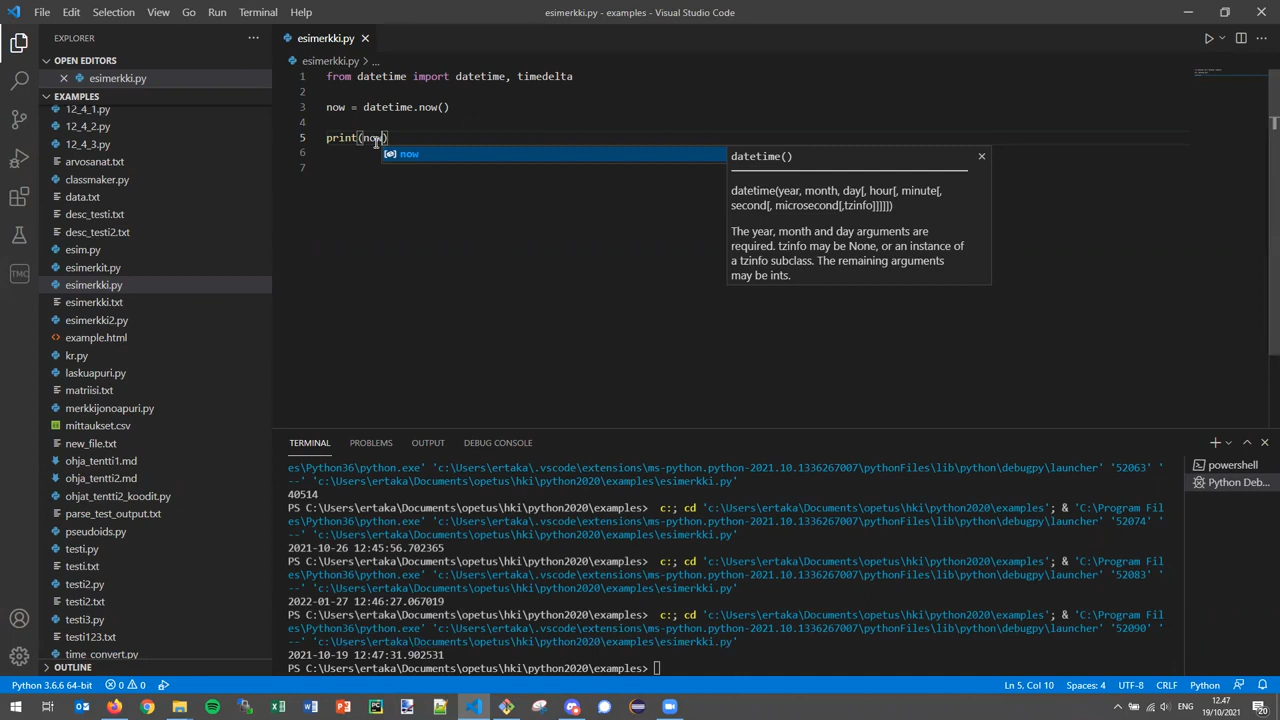 File Edit Selection View Go Run Terminal Help
esimerkki.py - examples - Visual Studio Code
EXPLORER
OPEN EDITORS
esimerkki.py
EXAMPLES
12_4_1.py
12_4_2.py
12_4_3.py
arvosanat.txt
classmaker.py
data.txt
desc_testi.txt
desc_testi2.txt
esim.py
esimerkit.py
esimerkki.py
esimerkki.txt
esimerkki2.py
example.html
kr.py
laskuapuri.py
matriisi.txt
merkkijonoapuri.py
mittaukset.csv
new_file.txt
ohja_tentti1.md
ohja_tentti2.md
ohjat_tentti2_koodit.py
parse_test_output.txt
pseudoids.py
testi.py
testi.txt
testi2.py
testi2.txt
testi3.py
testi123.txt
time_convert.py
OUTLINE
TMC
esimerkki.py
esimerkki.py > ...
1 from datetime import datetime, timedelta
2
3 now = datetime.now()
4
5 print(now)
6
7
now
datetime()
datetime(year, month, day[, hour[, minute[,
second[, microsecond[,tzinfo]]]]])
The year, month and day arguments are
required. tzinfo may be None, or an instance of
a tzinfo subclass. The remaining arguments
may be ints.
TERMINAL PROBLEMS OUTPUT DEBUG CONSOLE
es\Python36\python.exe' 'c:\Users\ertaka\.vscode\extensions\ms-python.python-2021.10.1336267007\pythonFiles\lib\python\debugpy\launcher' '52063' '
--' 'c:\Users\ertaka\Documents\opetus\hki\python2020\examples\esimerkki.py'
40514
PS C:\Users\ertaka\Documents\opetus\hki\python2020\examples> c:; cd 'c:\Users\ertaka\Documents\opetus\hki\python2020\examples'; & 'C:\Program Fil
es\Python36\python.exe' 'c:\Users\ertaka\.vscode\extensions\ms-python.python-2021.10.1336267007\pythonFiles\lib\python\debugpy\launcher' '52074' '
--' 'c:\Users\ertaka\Documents\opetus\hki\python2020\examples\esimerkki.py'
2021-10-26 12:45:56.702365
PS C:\Users\ertaka\Documents\opetus\hki\python2020\examples> c:; cd 'c:\Users\ertaka\Documents\opetus\hki\python2020\examples'; & 'C:\Program Fil
es\Python36\python.exe' 'c:\Users\ertaka\.vscode\extensions\ms-python.python-2021.10.1336267007\pythonFiles\lib\python\debugpy\launcher' '52083' '
--' 'c:\Users\ertaka\Documents\opetus\hki\python2020\examples\esimerkki.py'
2022-01-27 12:46:27.067019
PS C:\Users\ertaka\Documents\opetus\hki\python2020\examples> c:; cd 'c:\Users\ertaka\Documents\opetus\hki\python2020\examples'; & 'C:\Program Fil
es\Python36\python.exe' 'c:\Users\ertaka\.vscode\extensions\ms-python.python-2021.10.1336267007\pythonFiles\lib\python\debugpy\launcher' '52090' '
--' 'c:\Users\ertaka\Documents\opetus\hki\python2020\examples\esimerkki.py'
2021-10-19 12:47:31.902531
PS C:\Users\ertaka\Documents\opetus\hki\python2020\examples>
powershell
Python Deb...
Python 3.6.6 64-bit 0 0
Ln 5, Col 10 Spaces: 4 UTF-8 CRLF Python
12.47
19/10/2021
20